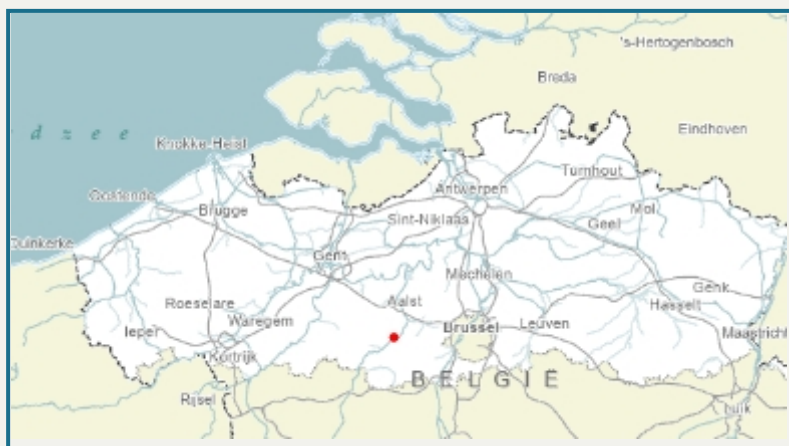 's-Hertogenbosch
Breda
Eindhoven
d z e e
Knokke-Heist
Turnhout
Antwerpen
Oostende
Brugge
Sint-Niklaas
Geel
Mol
Duinkerke
Gent
Mechelen
Genk
Roeselare
Aalst
Hasselt
Ieper
Waregem
Brussel
Leuven
Maastricht
Kortrijk
BELGIË
Rijsel
Luik